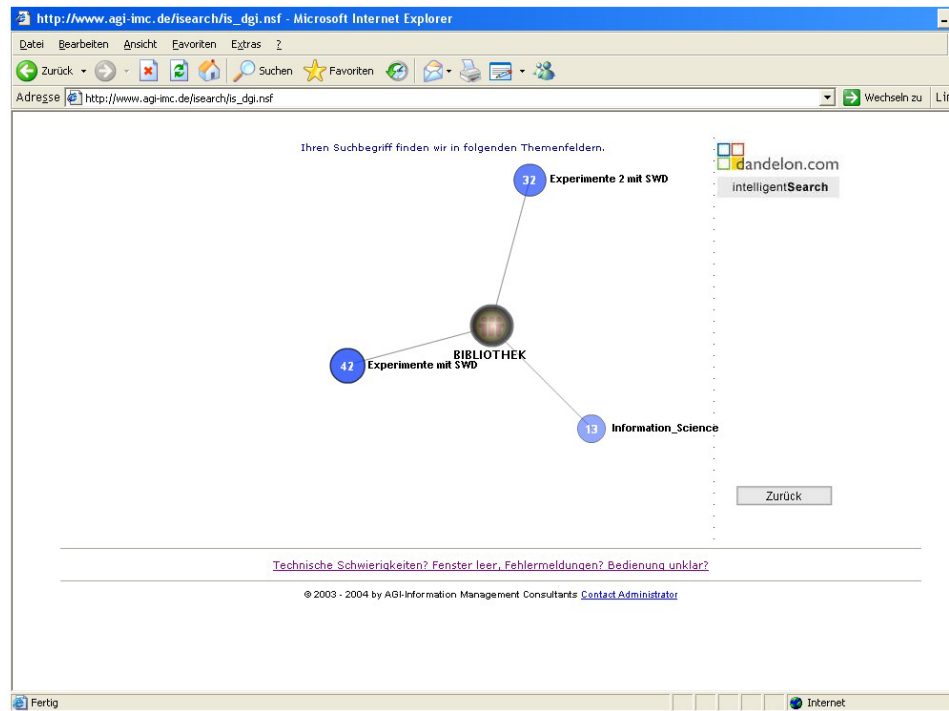 http://www.agi-imc.de/isearch/is_dgi.nsf - Microsoft Internet Explorer
Datei Bearbeiten Ansicht Favoriten Extras ?
Zurück Suchen Favoriten
Adresse http://www.agi-imc.de/isearch/is_dgi.nsf Wechseln zu
Ihren Suchbegriff finden wir in folgenden Themenfeldern.
dandelon.com
intelligentSearch
32 Experimente 2 mit SWD
BIBLIOTHEK
42 Experimente mit SWD
13 Information_Science
Zurück
Technische Schwierigkeiten? Fenster leer, Fehlermeldungen? Bedienung unklar?
© 2003 - 2004 by AGI-Information Management Consultants Contact Administrator
Fertig Internet